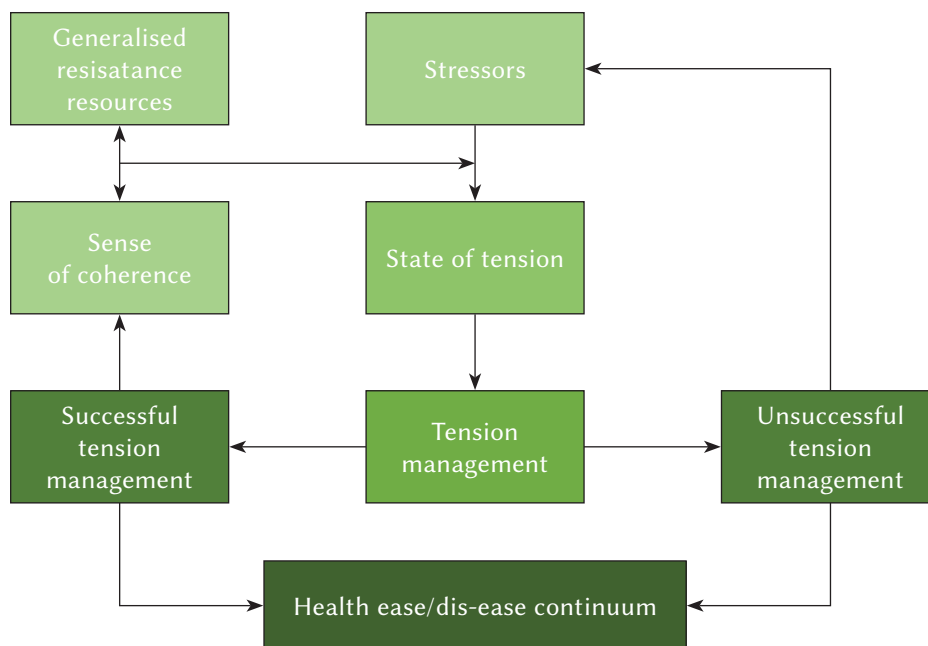 Generalised
resisatance
resources
Stressors
Sense
of coherence
State of tension
Successful
tension
management
Tension
management
Unsuccessful
tension
management
Health ease/dis-ease continuum